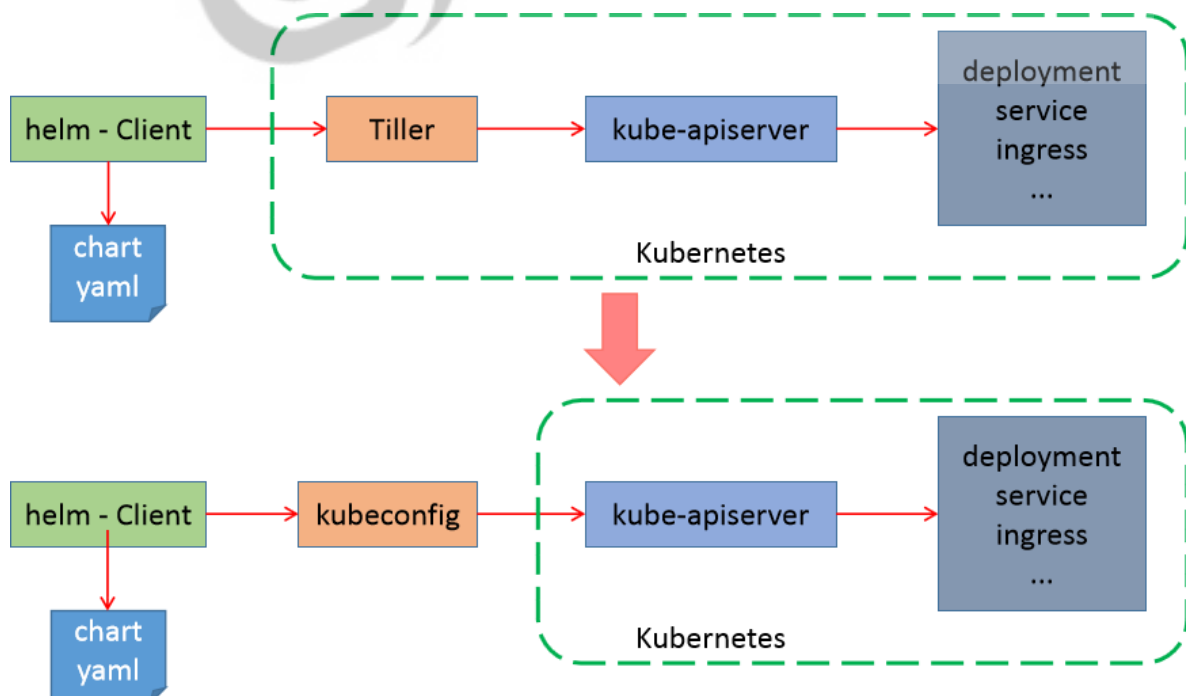 helm - Client
Tiller
kube-apiserver
deployment
service
ingress
...
chart
yaml
Kubernetes
helm - Client
kubeconfig
kube-apiserver
deployment
service
ingress
...
chart
yaml
Kubernetes